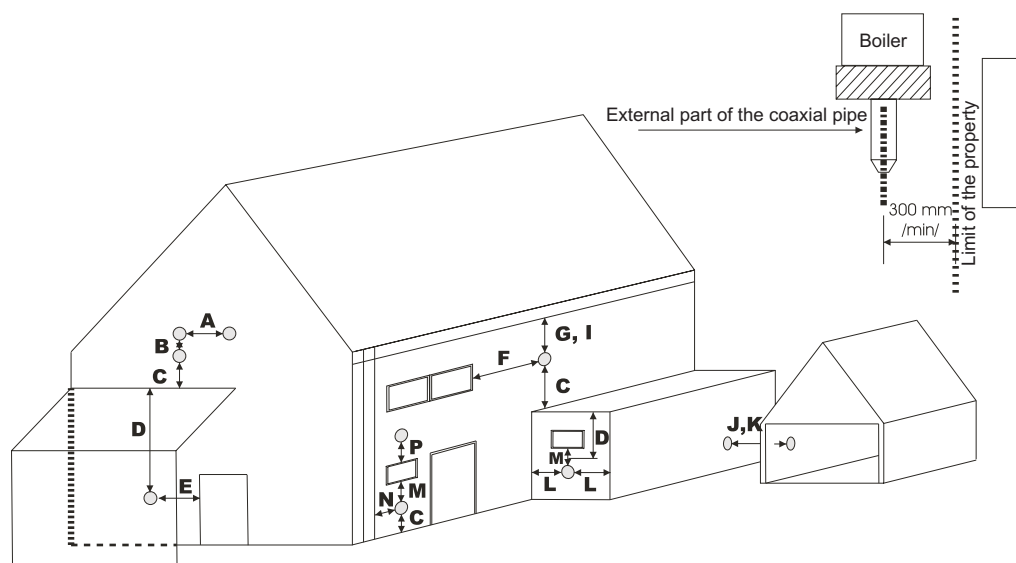 Boiler
External part of the coaxial pipe
300 mm
/min/
Limit of the property
A
B
C
D
E
G, I
F
C
P
M
N
C
D
M
L
L
J,K